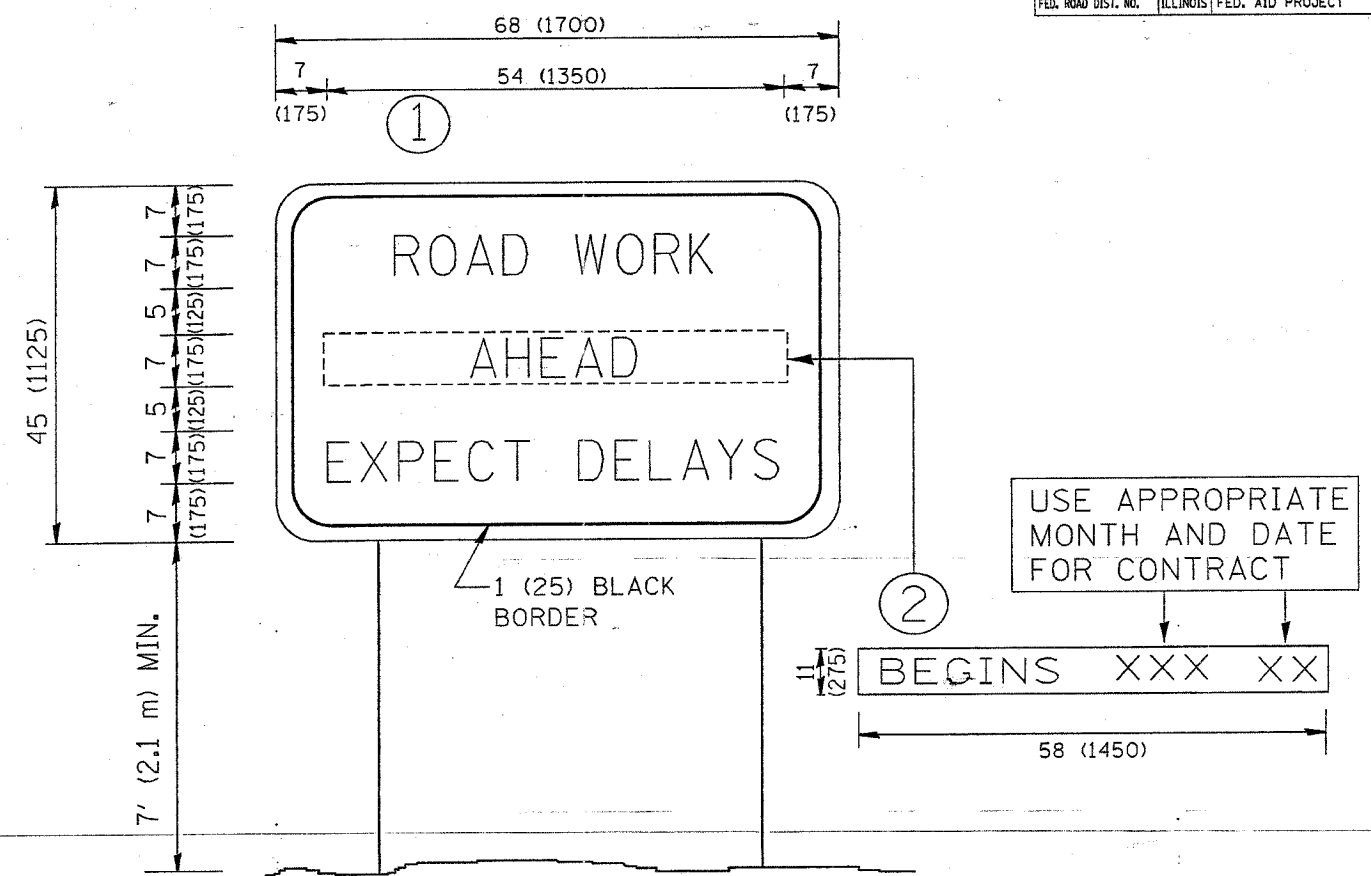 FED. ROAD DIST. NO. ILLINOIS FED. AID PROJECT
68 (1700)
7 54 (1350) 7
(175) (175)
1
45 (1125)
7 (175)
7 (175)
5 (125)
7 (175)
5 (125)
7 (175)
7 (175)
ROAD WORK
AHEAD
EXPECT DELAYS
1 (25) BLACK
BORDER
7' (2.1 m) MIN.
2
USE APPROPRIATE
MONTH AND DATE
FOR CONTRACT
11
(275)
BEGINS XXX XX
58 (1450)